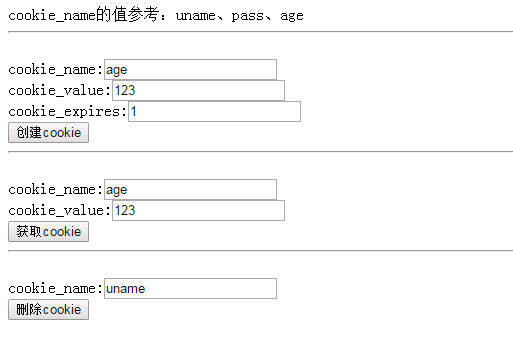 cookie_name的值参考：uname、pass、age
cookie_name:age
cookie_value:123
cookie_expires:1
创建cookie
cookie_name:age
cookie_value:123
获取cookie
cookie_name:uname
删除cookie